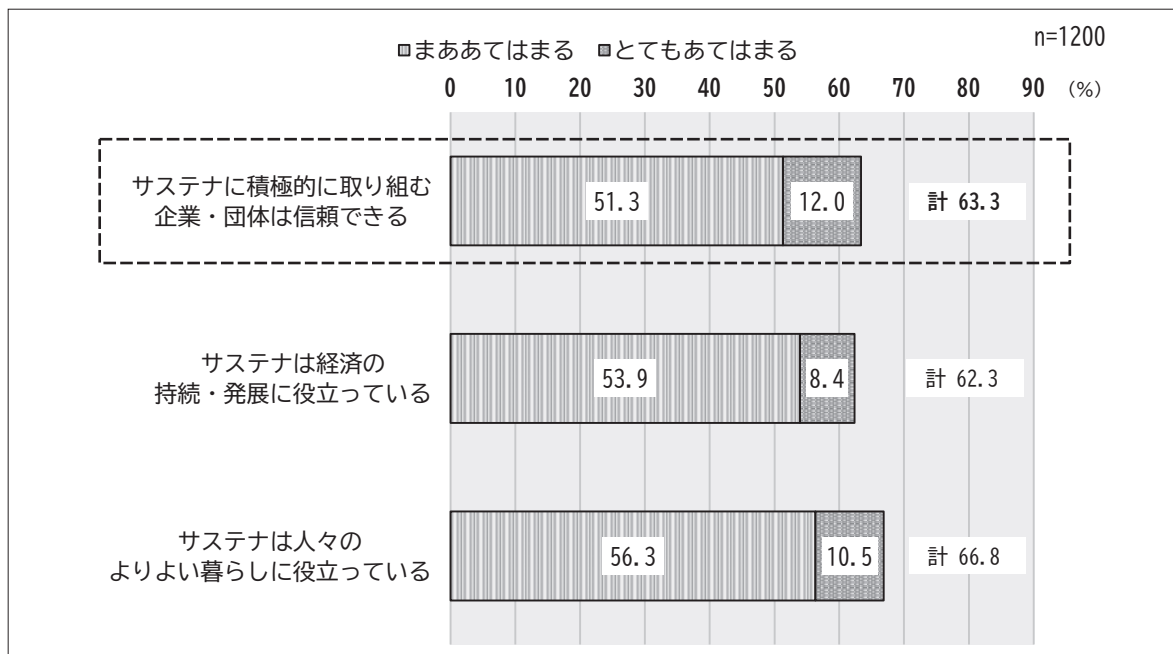 n=1200
まああてはまる とてもあてはまる
0 10 20 30 40 50 60 70 80 90 (%)
サステナに積極的に取り組む
企業・団体は信頼できる
51.3 12.0 計 63.3
サステナは経済の
持続・発展に役立っている
53.9 8.4 計 62.3
サステナは人々の
よりよい暮らしに役立っている
56.3 10.5 計 66.8